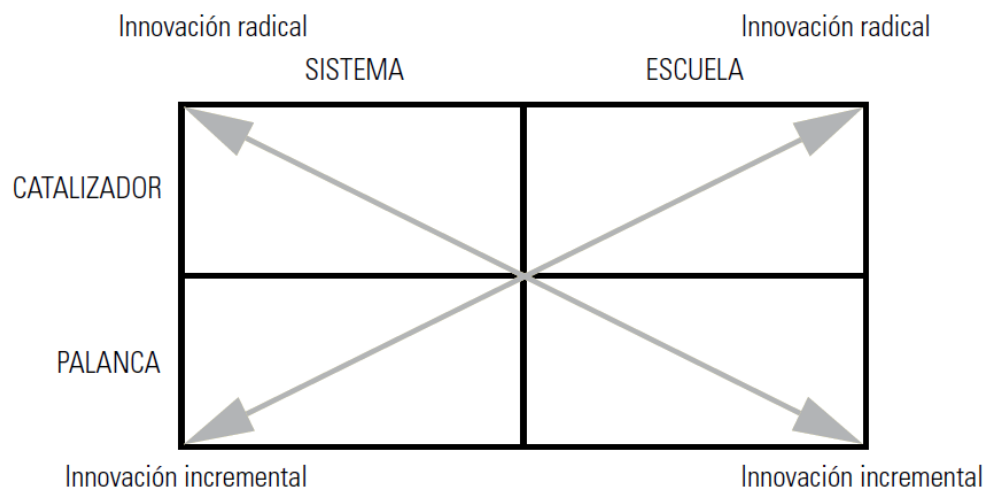 Innovación radical
Innovación radical
SISTEMA
ESCUELA
CATALIZADOR
PALANCA
Innovación incremental
Innovación incremental